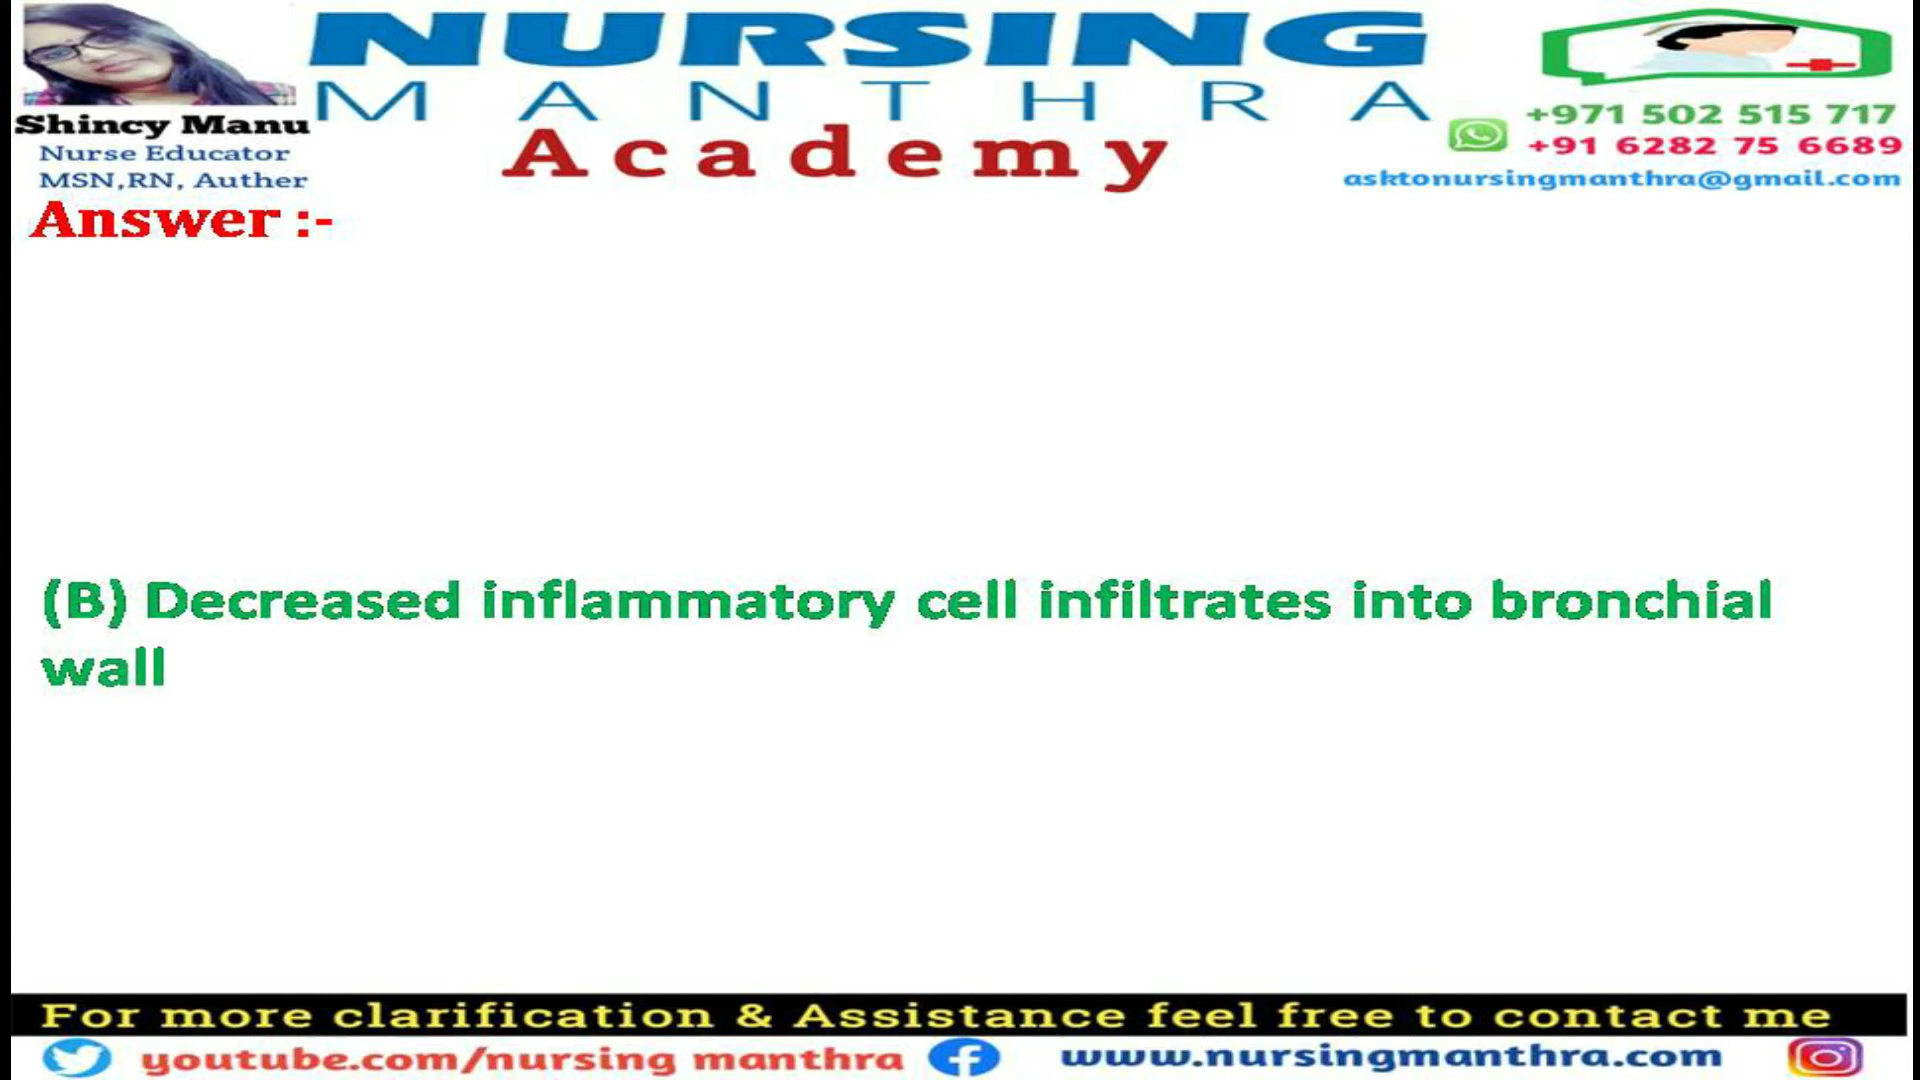 NURSING
MANTHRA
Academy
Shincy Manu
Nurse Educator
MSN,RN, Auther
+971 502 515 717
+91 6282 75 6689
asktonursingmanthra@gmail.com
Answer :-
(B) Decreased inflammatory cell infiltrates into bronchial
wall
For more clarification & Assistance feel free to contact me
youtube.com/nursing manthra
www.nursingmanthra.com